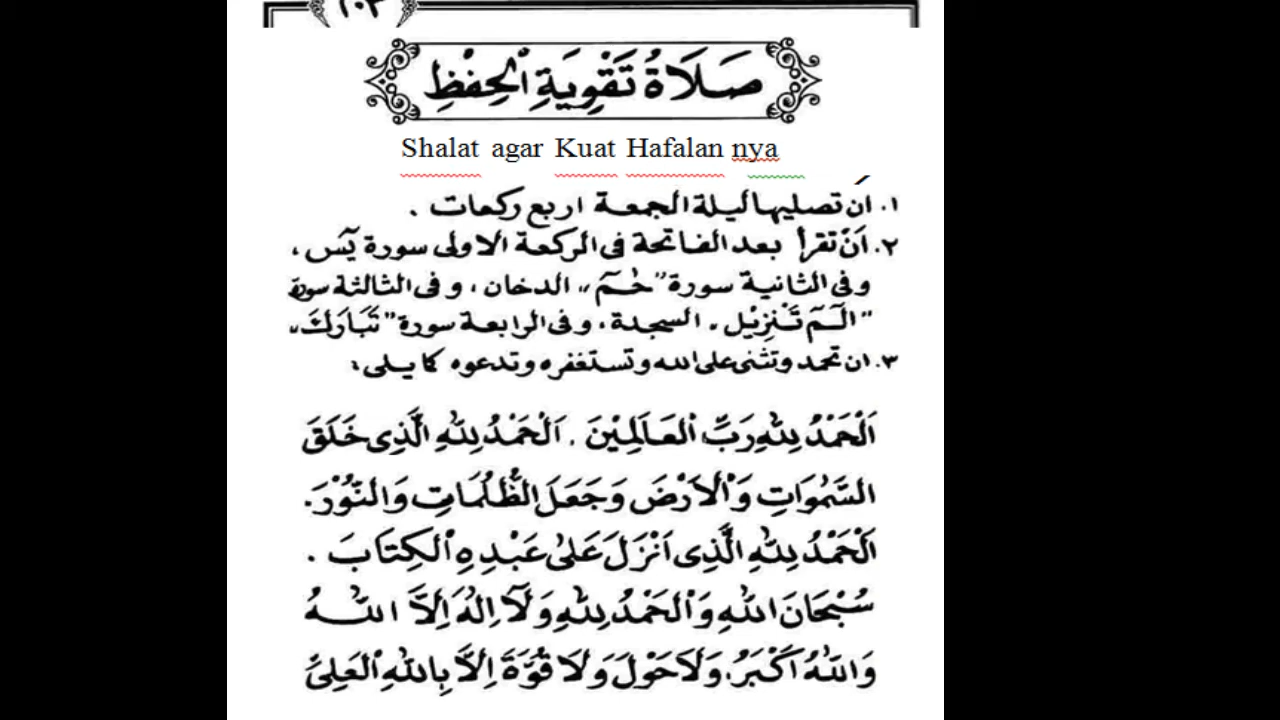 ١٠٣
صَلَاةُ تَقْوِيَةِ الْحِفْظِ
Shalat agar Kuat Hafalan nya
١. ان تصليها ليلة الجمعة اربع ركعات .
٢. اَنْ تقرأ بعد الفاتحة فى الركعة الاولى سورة يٓس ،
وفى الثانية سورة "حٰمٓ" الدخان ، وفى الثالثة سورة
"الٓمٓ تَنْزِيْل" السجدة . وفى الرابعة سورة "تَبَارَكَ"
٣. ان تحمد وتثنى على الله وتستغفره وتدعوه كما يلى :
اَلْحَمْدُ لِلّٰهِ رَبِّ الْعَالَمِيْنَ . اَلْحَمْدُ لِلّٰهِ الَّذِى خَلَقَ
السَّمٰوَاتِ وَالْاَرْضَ وَجَعَلَ الظُّلُمَاتِ وَالنُّوْرَ.
اَلْحَمْدُ لِلّٰهِ الَّذِى اَنْزَلَ عَلٰى عَبْدِهِ الْكِتَابَ .
سُبْحَانَ اللّٰهِ وَالْحَمْدُ لِلّٰهِ وَلَآ اِلٰهَ اِلَّا اللّٰهُ
وَاللّٰهُ اَكْبَرُ. وَلَا حَوْلَ وَلَا قُوَّةَ اِلَّا بِاللّٰهِ الْعَلِىِّ